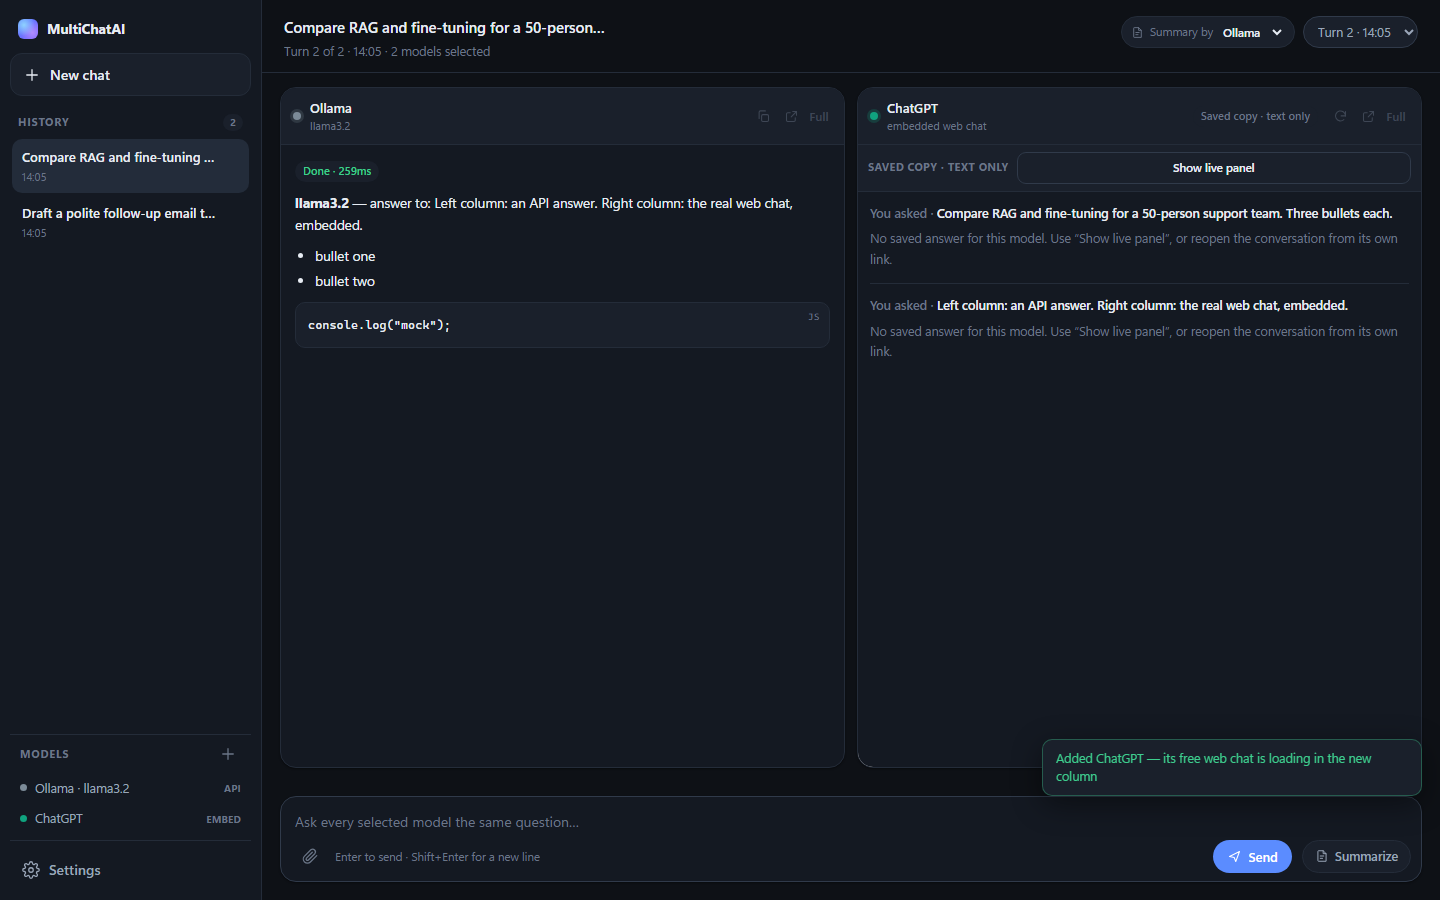 MultiChatAI
New chat
HISTORY
2
Compare RAG and fine-tuning ...
14:05
Draft a polite follow-up email t...
14:05
MODELS
Ollama · llama3.2
API
ChatGPT
EMBED
Settings
Compare RAG and fine-tuning for a 50-person...
Turn 2 of 2 · 14:05 · 2 models selected
Summary by Ollama
Turn 2 · 14:05
Ollama
llama3.2
Full
Done · 259ms
llama3.2 — answer to: Left column: an API answer. Right column: the real web chat,
embedded.
bullet one
bullet two
console.log("mock");
JS
ChatGPT
embedded web chat
Saved copy · text only
Full
SAVED COPY · TEXT ONLY
Show live panel
You asked · Compare RAG and fine-tuning for a 50-person support team. Three bullets each.
No saved answer for this model. Use “Show live panel”, or reopen the conversation from its own
link.
You asked · Left column: an API answer. Right column: the real web chat, embedded.
No saved answer for this model. Use “Show live panel”, or reopen the conversation from its own
link.
Added ChatGPT — its free web chat is loading in the new
column
Ask every selected model the same question...
Enter to send · Shift+Enter for a new line
Send
Summarize